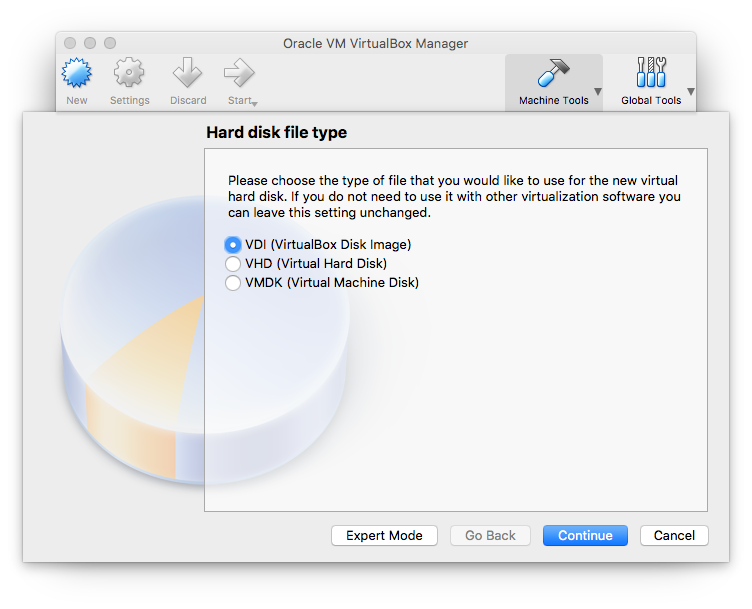 Oracle VM VirtualBox Manager
New Settings Discard Start Machine Tools Global Tools
Hard disk file type
Please choose the type of file that you would like to use for the new virtual
hard disk. If you do not need to use it with other virtualization software you
can leave this setting unchanged.
VDI (VirtualBox Disk Image)
VHD (Virtual Hard Disk)
VMDK (Virtual Machine Disk)
Expert Mode Go Back Continue Cancel